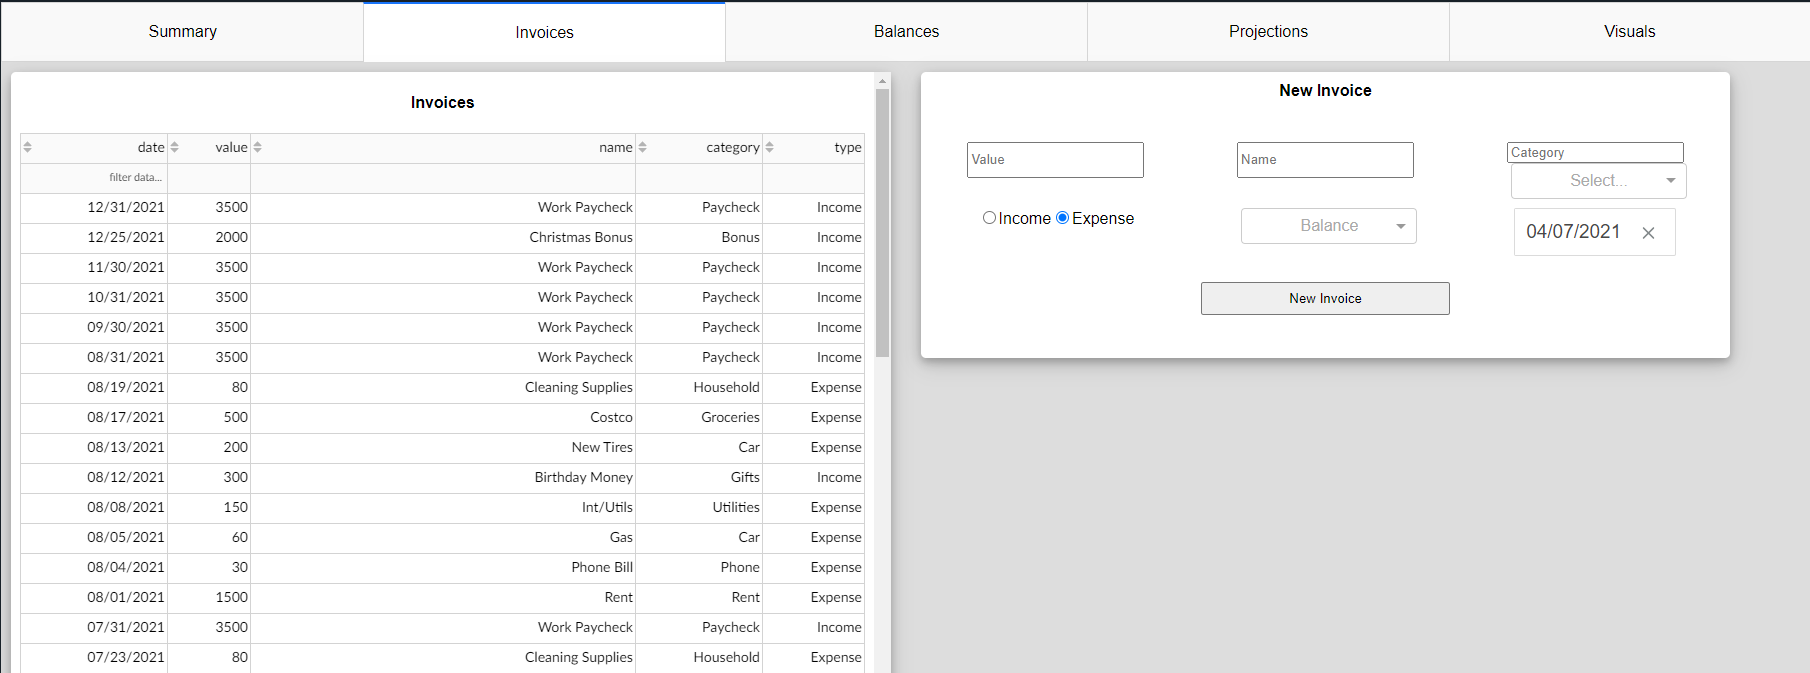 Summary Invoices Balances Projections Visuals
Invoices
date value name category type
filter data...
12/31/2021 3500 Work Paycheck Paycheck Income
12/25/2021 2000 Christmas Bonus Bonus Income
11/30/2021 3500 Work Paycheck Paycheck Income
10/31/2021 3500 Work Paycheck Paycheck Income
09/30/2021 3500 Work Paycheck Paycheck Income
08/31/2021 3500 Work Paycheck Paycheck Income
08/19/2021 80 Cleaning Supplies Household Expense
08/17/2021 500 Costco Groceries Expense
08/13/2021 200 New Tires Car Expense
08/12/2021 300 Birthday Money Gifts Income
08/08/2021 150 Int/Utils Utilities Expense
08/05/2021 60 Gas Car Expense
08/04/2021 30 Phone Bill Phone Expense
08/01/2021 1500 Rent Rent Expense
07/31/2021 3500 Work Paycheck Paycheck Income
07/23/2021 80 Cleaning Supplies Household Expense
New Invoice
Value Name Category
Select...
Income Expense Balance 04/07/2021
New Invoice